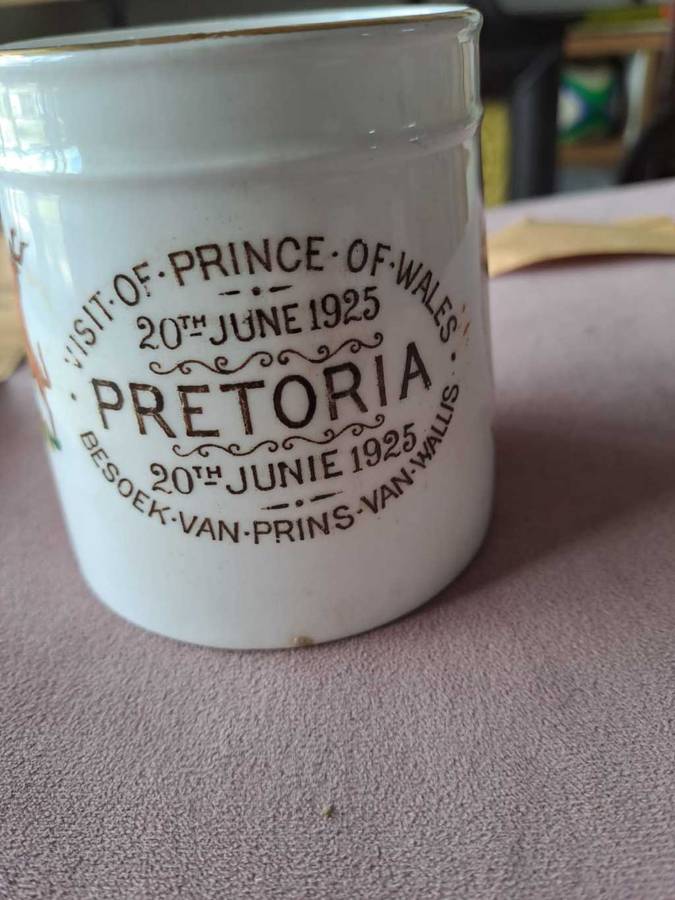 VISIT·OF·PRINCE·OF·WALES
20TH JUNE 1925
PRETORIA
20TH JUNIE 1925
BESOEK·VAN·PRINS·VAN·WALLIS